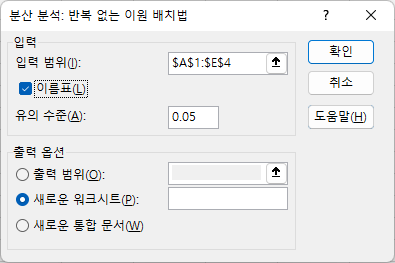 분산 분석: 반복 없는 이원 배치법
? ×
입력
입력 범위(I): $A$1:$E$4
이름표(L)
유의 수준(A): 0.05
확인
취소
도움말(H)
출력 옵션
출력 범위(O):
새로운 워크시트(P):
새로운 통합 문서(W)